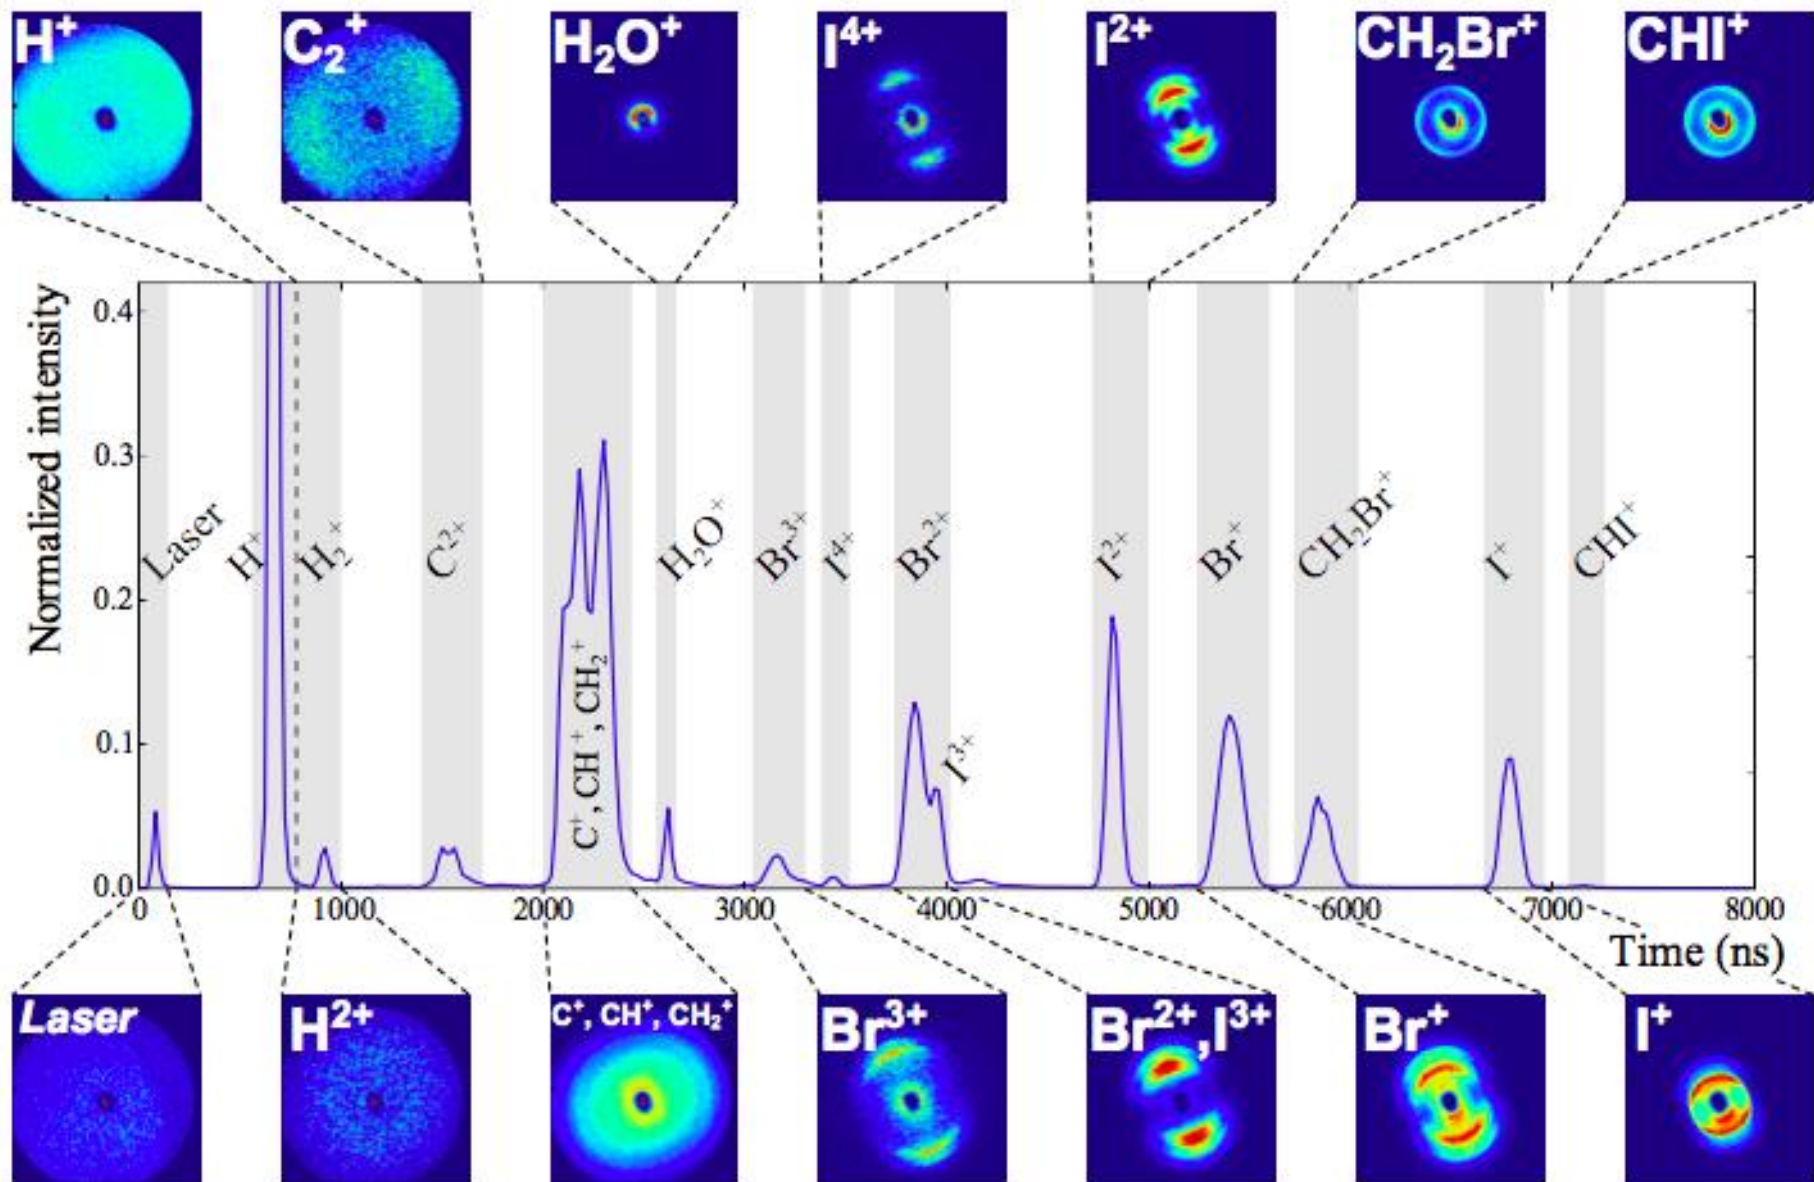 H⁺ C₂⁺ H₂O⁺ I⁴⁺ I²⁺ CH₂Br⁺ CHI⁺
Normalized intensity
0.4
0.3
0.2
0.1
0.0
Laser H⁺ H₂⁺ C²⁺ C⁺, CH⁺, CH₂⁺ H₂O⁺ Br³⁺ I⁴⁺ Br²⁺ I³⁺ I²⁺ Br⁺ CH₂Br⁺ I⁺ CHI⁺
0 1000 2000 3000 4000 5000 6000 7000 8000
Time (ns)
Laser H²⁺ C⁺, CH⁺, CH₂⁺ Br³⁺ Br²⁺,I³⁺ Br⁺ I⁺